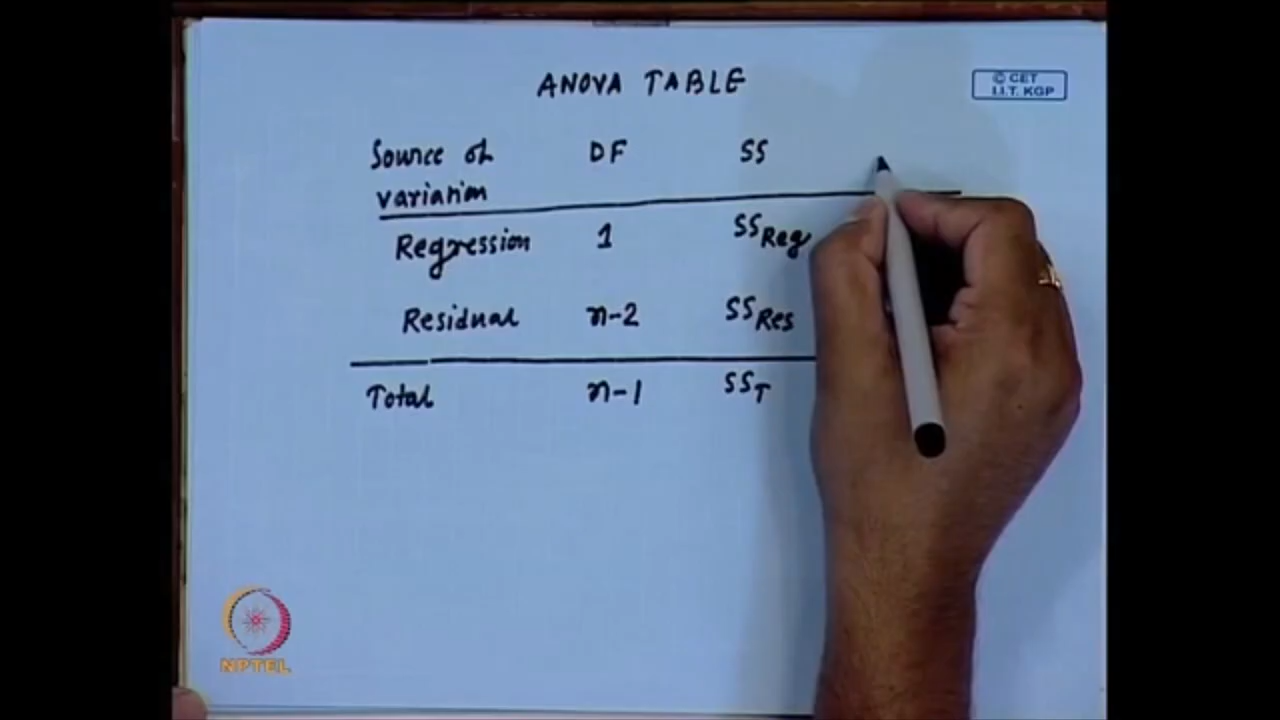 ANOVA TABLE
© CET
I.I.T. KGP
Source of DF SS
variation
Regression 1 SSReg
Residual n-2 SSRes
Total n-1 SST
NPTEL